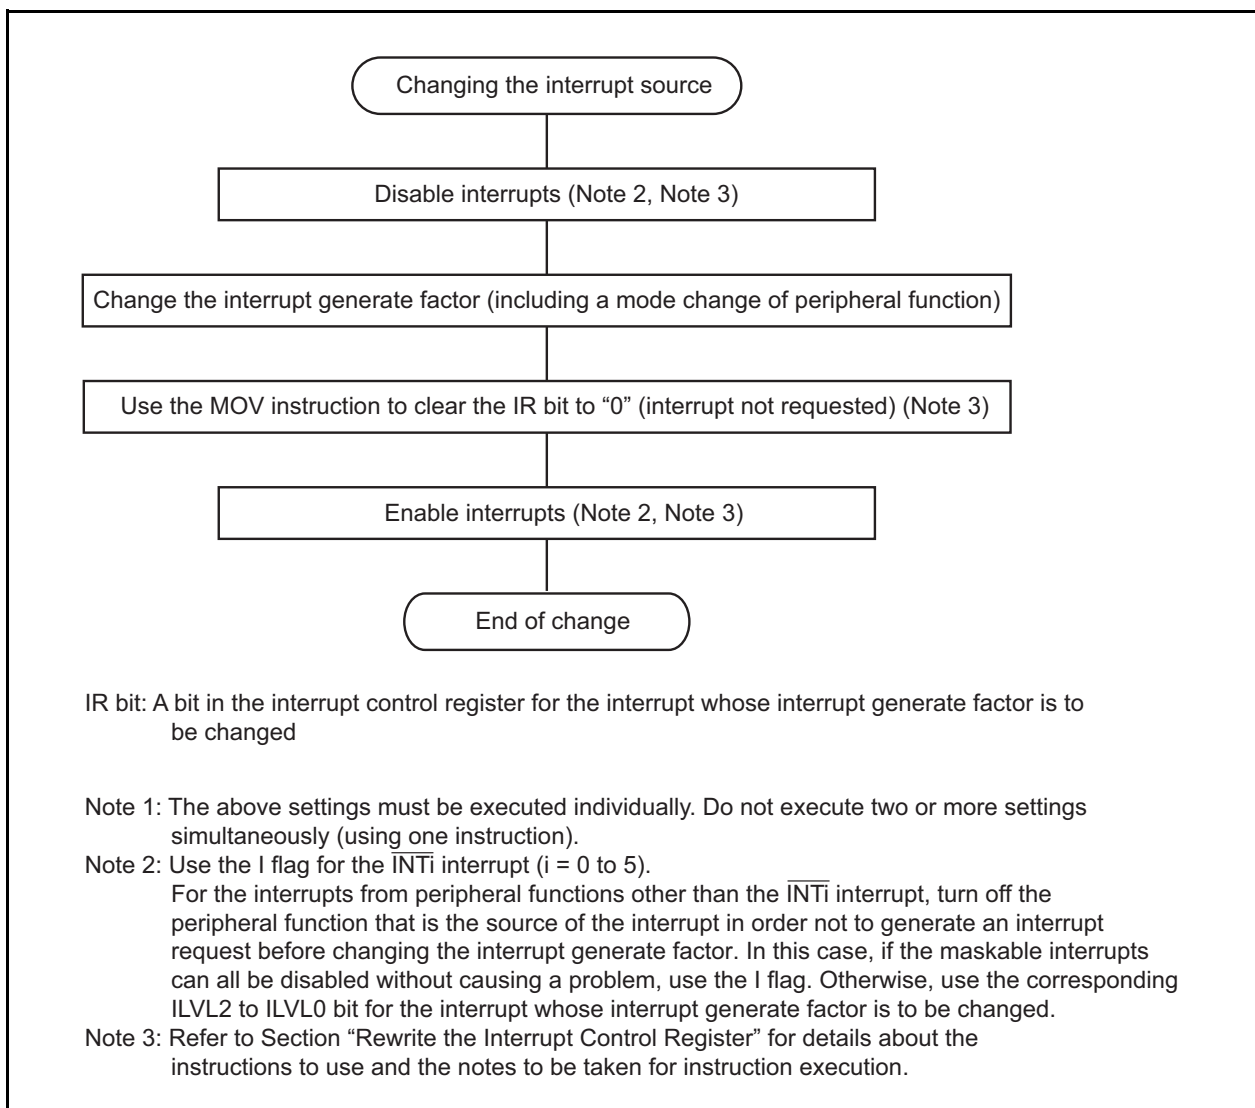 Changing the interrupt source
Disable interrupts (Note 2, Note 3)
Change the interrupt generate factor (including a mode change of peripheral function)
Use the MOV instruction to clear the IR bit to “0” (interrupt not requested) (Note 3)
Enable interrupts (Note 2, Note 3)
End of change
IR bit: A bit in the interrupt control register for the interrupt whose interrupt generate factor is to
be changed
Note 1: The above settings must be executed individually. Do not execute two or more settings
simultaneously (using one instruction).
Note 2: Use the I flag for the I̅N̅T̅i̅ interrupt (i = 0 to 5).
For the interrupts from peripheral functions other than the I̅N̅T̅i̅ interrupt, turn off the
peripheral function that is the source of the interrupt in order not to generate an interrupt
request before changing the interrupt generate factor. In this case, if the maskable interrupts
can all be disabled without causing a problem, use the I flag. Otherwise, use the corresponding
ILVL2 to ILVL0 bit for the interrupt whose interrupt generate factor is to be changed.
Note 3: Refer to Section “Rewrite the Interrupt Control Register” for details about the
instructions to use and the notes to be taken for instruction execution.